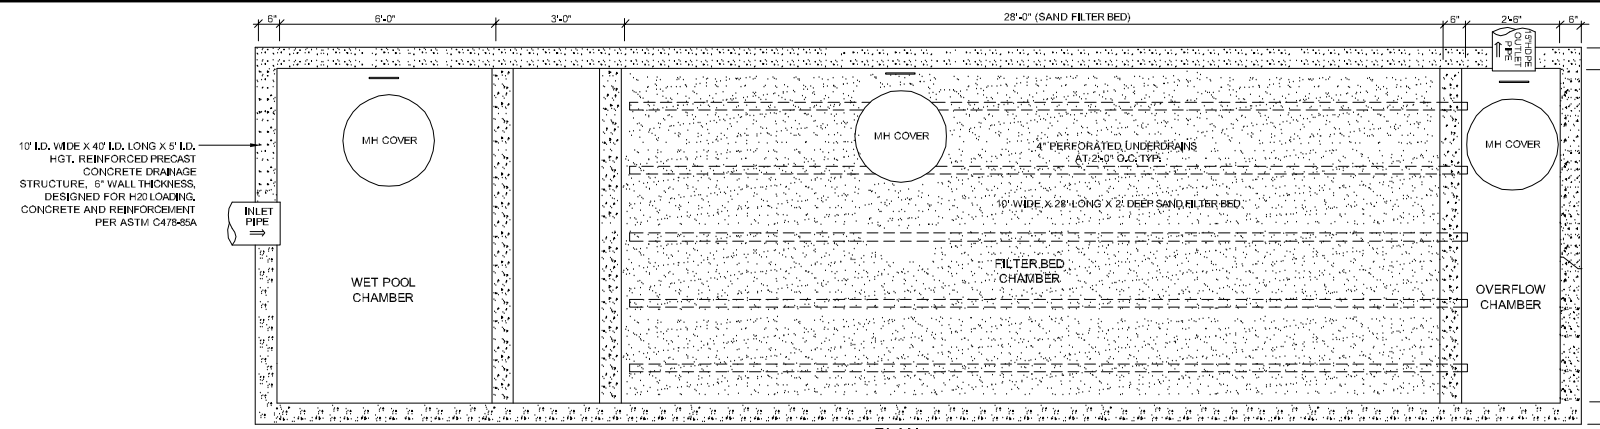 6" 6'-0" 3'-0" 28'-0" (SAND FILTER BED) 6" 2'-6" 6"
15"HDPE
OUTLET
PIPE
MH COVER
MH COVER
MH COVER
10' I.D. WIDE X 40' I.D. LONG X 5' I.D.
HGT. REINFORCED PRECAST
CONCRETE DRAINAGE
STRUCTURE, 6" WALL THICKNESS,
DESIGNED FOR H20 LOADING.
CONCRETE AND REINFORCEMENT
PER ASTM C478-85A
4" PERFORATED UNDERDRAINS
AT 2'-0" O.C. TYP.
10' WIDE X 28' LONG X 2' DEEP SAND FILTER BED
INLET
PIPE
WET POOL
CHAMBER
FILTER BED
CHAMBER
OVERFLOW
CHAMBER